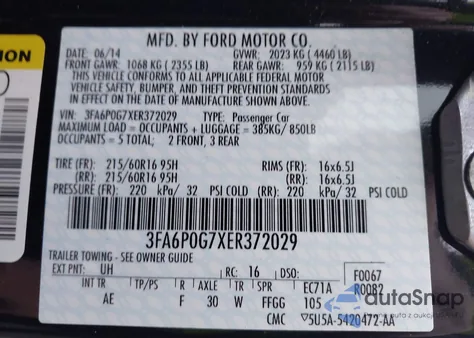 TION
MFD. BY FORD MOTOR CO.
DATE: 06/14 GVWR: 2023 KG ( 4460 LB)
FRONT GAWR: 1068 KG ( 2355 LB) REAR GAWR: 959 KG ( 2115 LB)
THIS VEHICLE CONFORMS TO ALL APPLICABLE FEDERAL MOTOR
VEHICLE SAFETY, BUMPER, AND THEFT PREVENTION STANDARDS
IN EFFECT ON THE DATE OF MANUFACTURE SHOWN ABOVE.
VIN: 3FA6P0G7XER372029 TYPE: Passenger Car
MAXIMUM LOAD = OCCUPANTS + LUGGAGE = 385KG/850LB
OCCUPANTS = 5 TOTAL: 2 FRONT, 3 REAR
TIRE (FR): 215/60R16 95H RIMS (FR): 16x6.5J
(RR): 215/60R16 95H (RR): 16x6.5J
PRESSURE (FR): 220 kPa/ 32 PSI COLD (RR): 220 kPa/ 32 PSI COLD
3FA6P0G7XER372029
TRAILER TOWING - SEE OWNER GUIDE
EXT PNT: UH RC: 16 DSO: F0067
INT TR TP/PS R AXLE TR SPR EC71A R0082
AE F 30 W FFGG 105
CMC 5U5A-5420472-AA
autoSnap